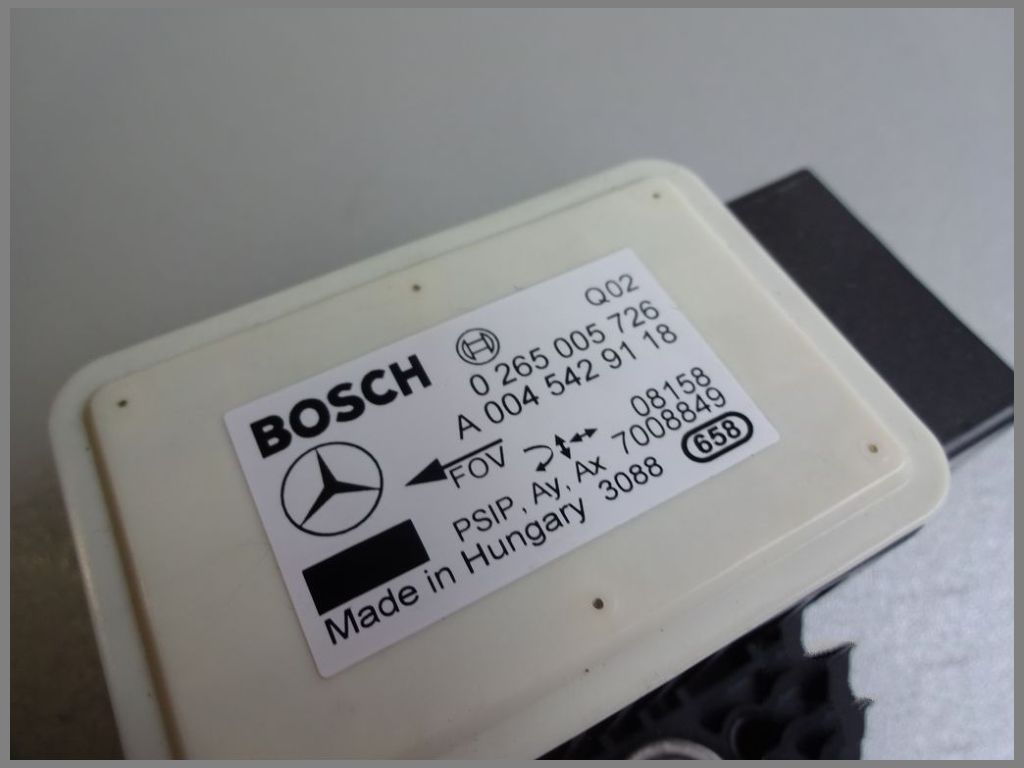 BOSCH
Q02
0 265 005 726
A 004 542 91 18
08158
FOV
7008849
PSIP, Ay, Ax
658
Made in Hungary 3088